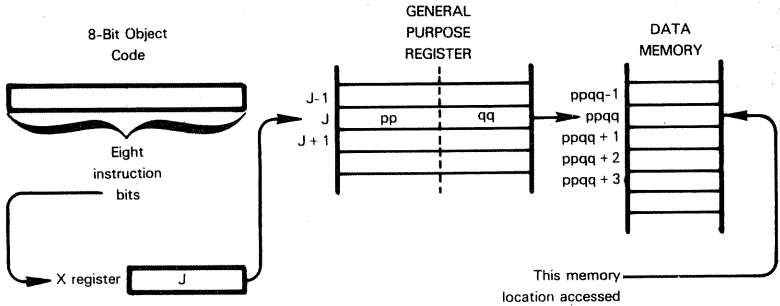 8-Bit Object
Code
Eight
instruction
bits
X register
J
GENERAL
PURPOSE
REGISTER
J-1
J
J + 1
pp
qq
DATA
MEMORY
ppqq-1
ppqq
ppqq + 1
ppqq + 2
ppqq + 3
This memory
location accessed